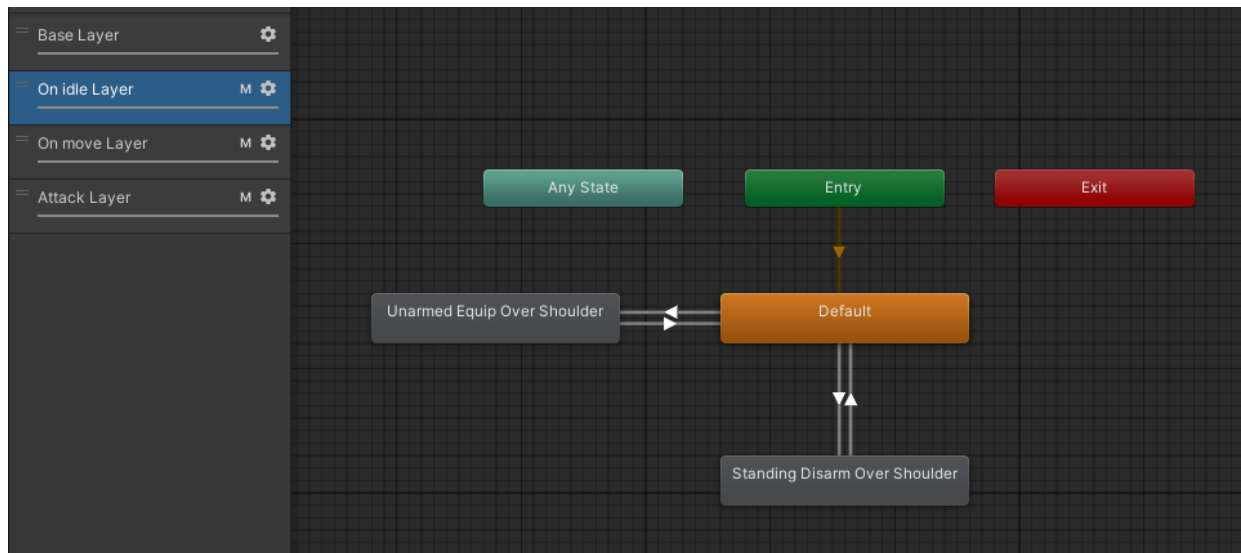 Base Layer
On idle Layer M
On move Layer M
Attack Layer M
Any State
Entry
Exit
Unarmed Equip Over Shoulder
Default
Standing Disarm Over Shoulder